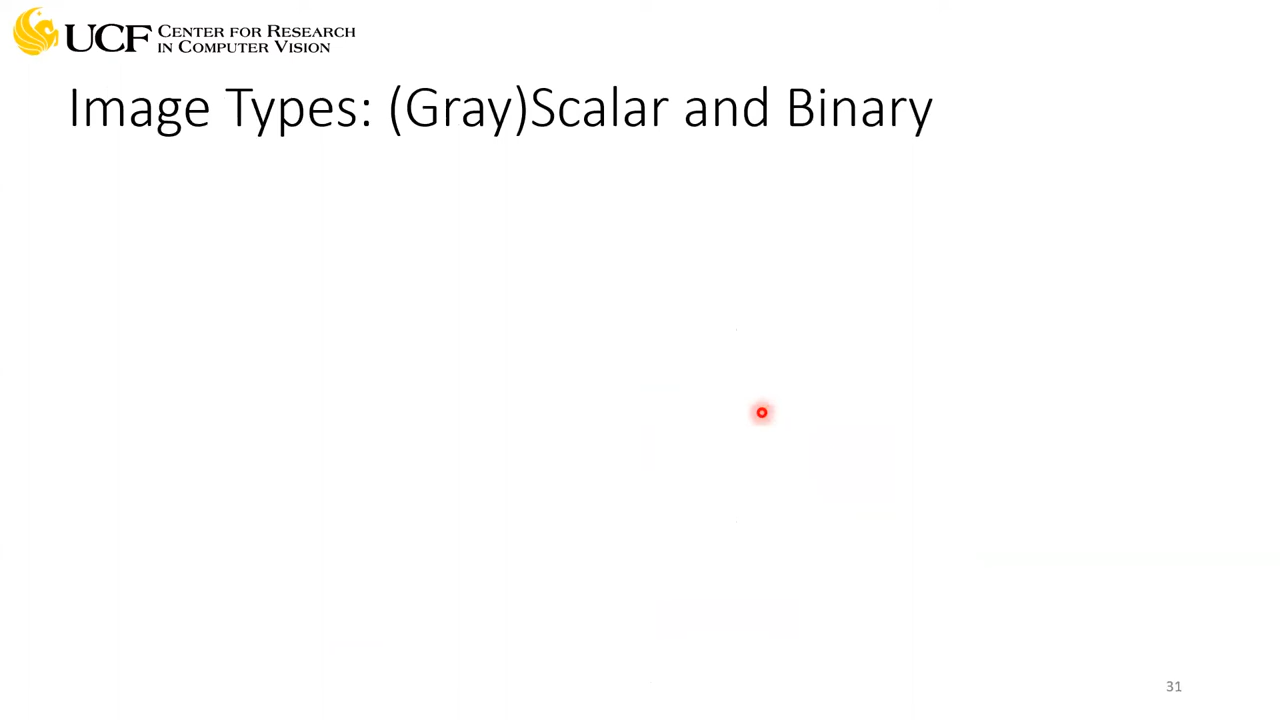 UCF CENTER FOR RESEARCH
IN COMPUTER VISION
Image Types: (Gray)Scalar and Binary
31